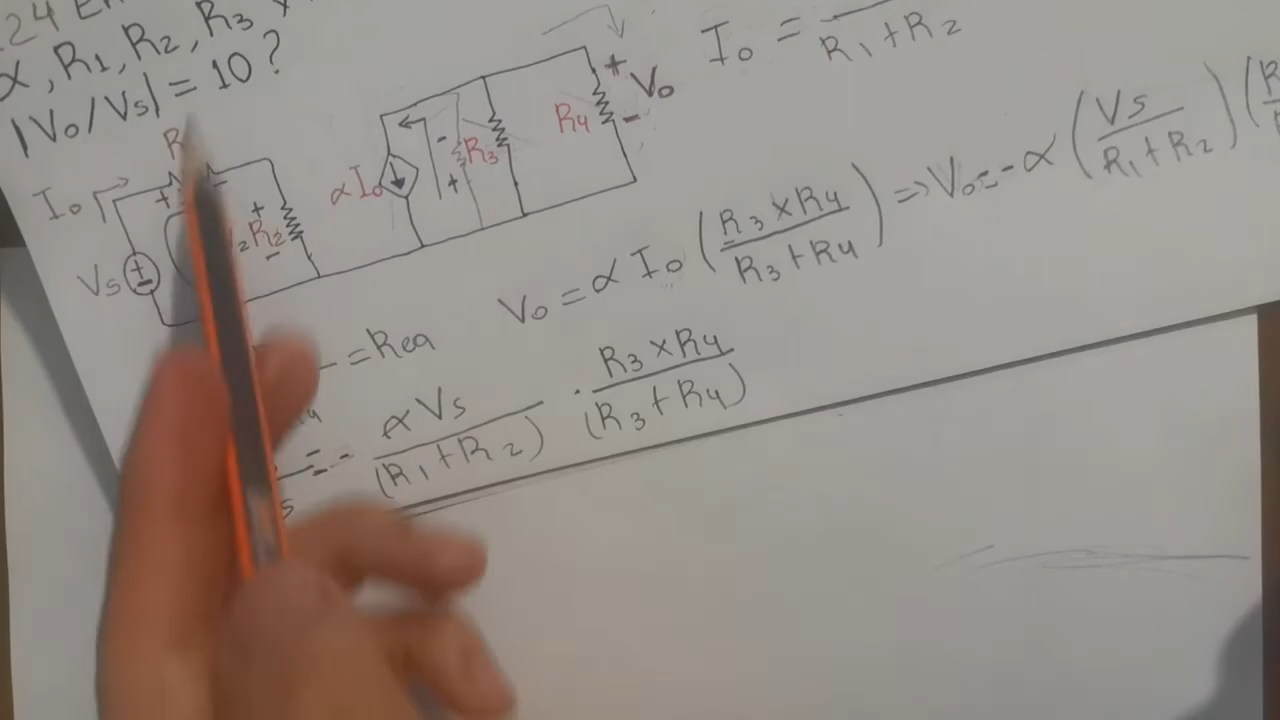 24
α, R1, R2, R3
|Vo/Vs| = 10?
Io = R1+R2
R
Io
+ -
Vs
+
-
R2
αIo
-
+
R3
R4
+
Vo
-
Vo = αIo (R3 x R4 / R3 + R4) => Vo = -α (Vs / R1+R2) (
= Req
= - αVs / (R1+R2) · R3 x R4 / (R3+R4)